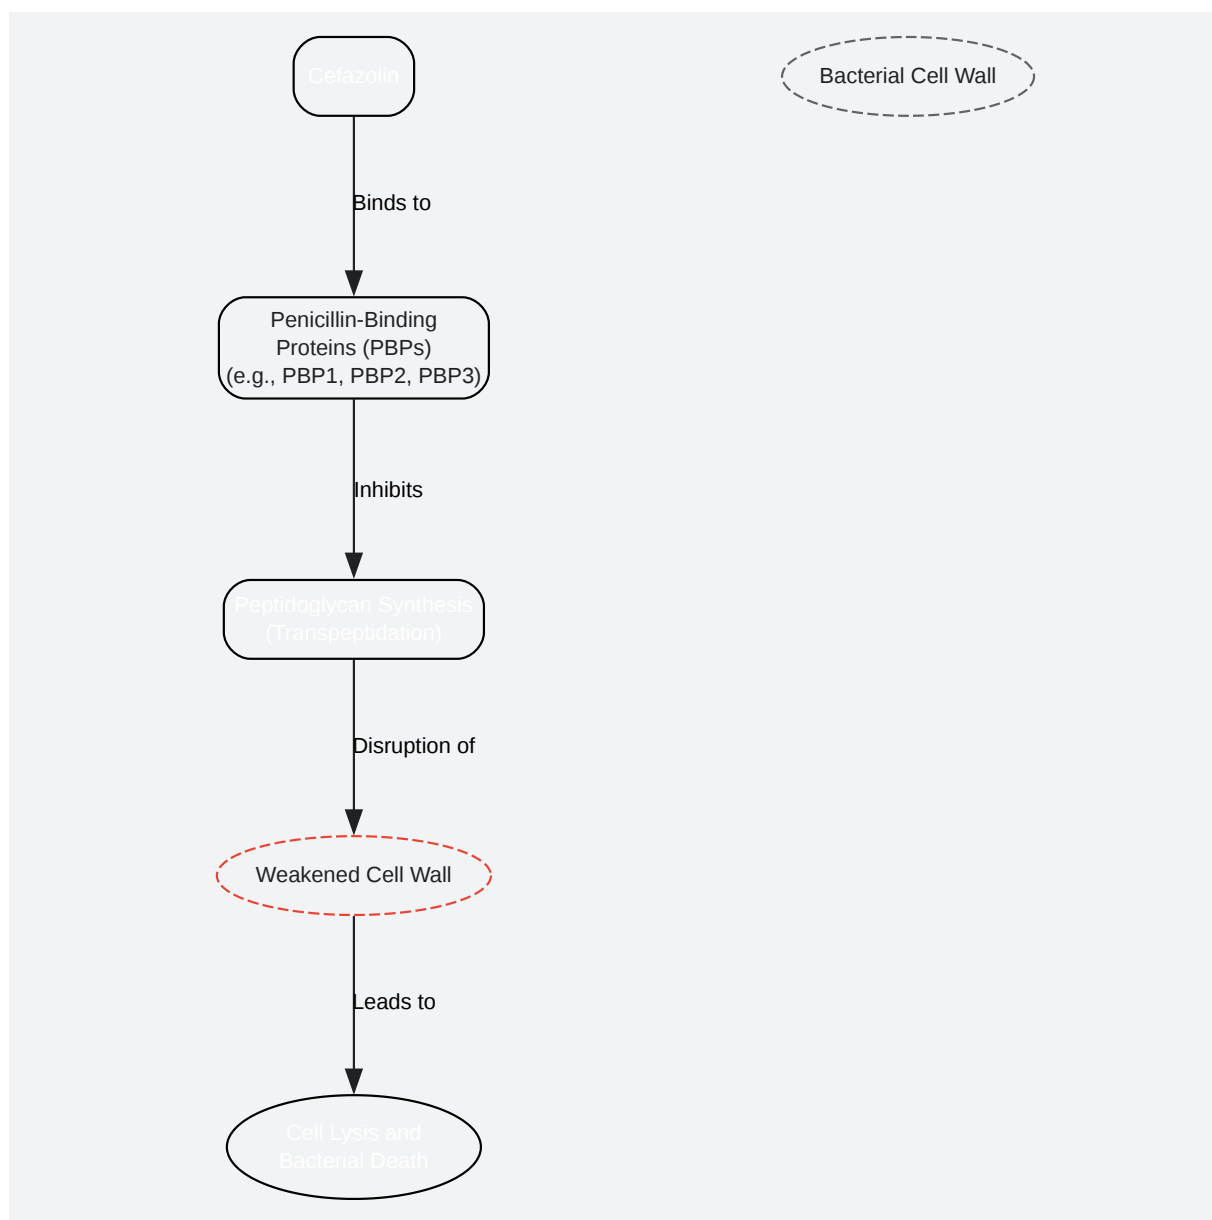 Cefazolin
Bacterial Cell Wall
Binds to
Penicillin-Binding
Proteins (PBPs)
(e.g., PBP1, PBP2, PBP3)
Inhibits
Peptidoglycan Synthesis
(Transpeptidation)
Disruption of
Weakened Cell Wall
Leads to
Cell Lysis and
Bacterial Death